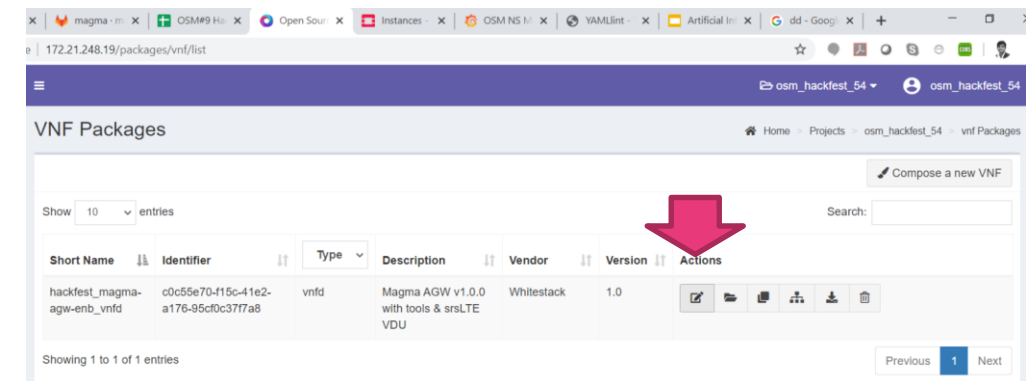 magma - m
OSM#9 Ha
Open Sour
Instances -
OSM NS M
YAMLlint -
Artificial Int
dd - Googl
172.21.248.19/packages/vnf/list
osm_hackfest_54
osm_hackfest_54
VNF Packages
Home > Projects > osm_hackfest_54 > vnf Packages
Compose a new VNF
Show 10 entries
Search:
Short Name Identifier Type Description Vendor Version Actions
hackfest_magma- c0c55e70-f15c-41e2- vnfd Magma AGW v1.0.0 Whitestack 1.0
agw-enb_vnfd a176-95cf0c37f7a8 with tools & srsLTE
VDU
Showing 1 to 1 of 1 entries
Previous 1 Next